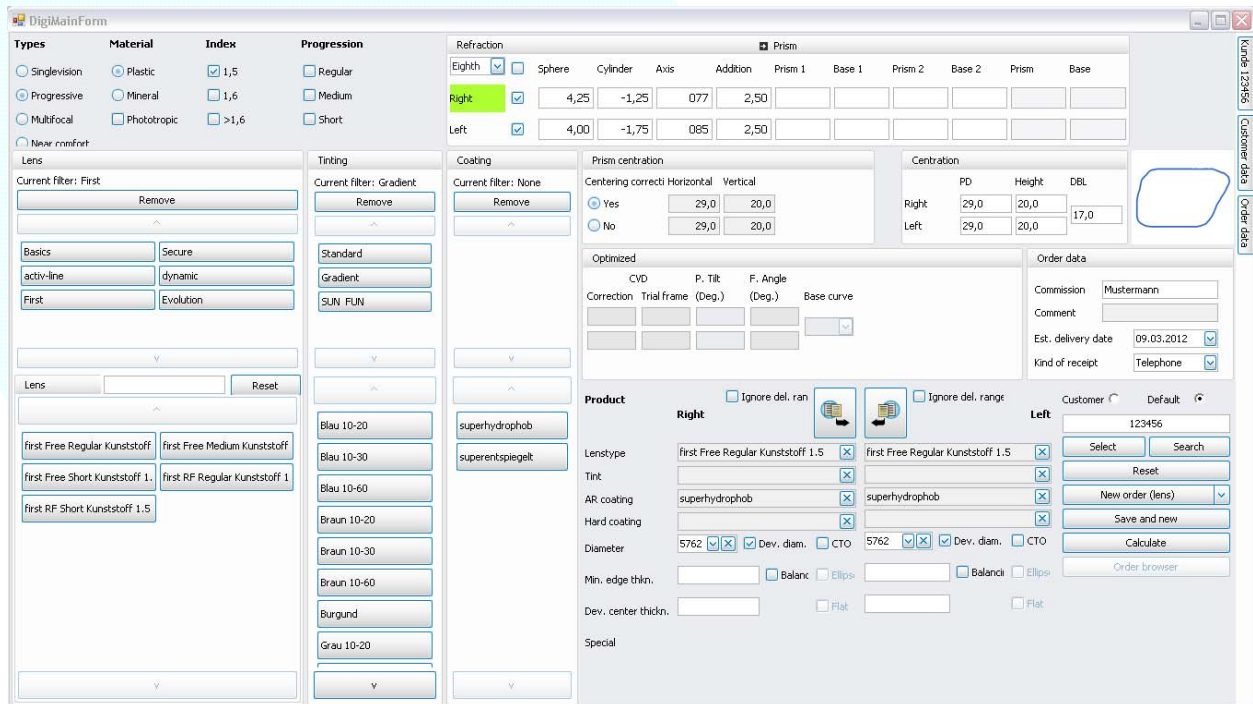 DigiMainForm
Types Material Index Progression
Singlevision Plastic 1,5 Regular
Progressive Mineral 1,6 Medium
Multifocal Phototropic >1,6 Short
Near comfort
Refraction Prism
Eighth Sphere Cylinder Axis Addition Prism 1 Base 1 Prism 2 Base 2 Prism Base
Right 4,25 -1,25 077 2,50
Left 4,00 -1,75 085 2,50
Kunde 123456
Customer data
Order data
Lens
Current filter: First
Remove
^
Basics Secure
activ-line dynamic
First Evolution
v
Lens Reset
^
first Free Regular Kunststoff first Free Medium Kunststoff
first Free Short Kunststoff 1. first RF Regular Kunststoff 1
first RF Short Kunststoff 1.5
v
Tinting
Current filter: Gradient
Remove
^
Standard
Gradient
SUN FUN
v
^
Blau 10-20
Blau 10-30
Blau 10-60
Braun 10-20
Braun 10-30
Braun 10-60
Burgund
Grau 10-20
v
Coating
Current filter: None
Remove
^
v
^
superhydrophob
superentspiegelt
v
Prism centration
Centering correcti Horizontal Vertical
Yes 29,0 20,0
No 29,0 20,0
Centration
PD Height DBL
Right 29,0 20,0
17,0
Left 29,0 20,0
Optimized
CVD P. Tilt F. Angle
Correction Trial frame (Deg.) (Deg.) Base curve
Order data
Commission Mustermann
Comment
Est. delivery date 09.03.2012
Kind of receipt Telephone
Product Ignore del. ran Ignore del. range
Right Left
Lenstype first Free Regular Kunststoff 1.5 first Free Regular Kunststoff 1.5
Tint
AR coating superhydrophob superhydrophob
Hard coating
Diameter 5762 Dev. diam. CTO 5762 Dev. diam. CTO
Min. edge thkn. Balanc Ellips Balancin Ellips
Dev. center thickn. Flat Flat
Special
Customer Default
123456
Select Search
Reset
New order (lens)
Save and new
Calculate
Order browser